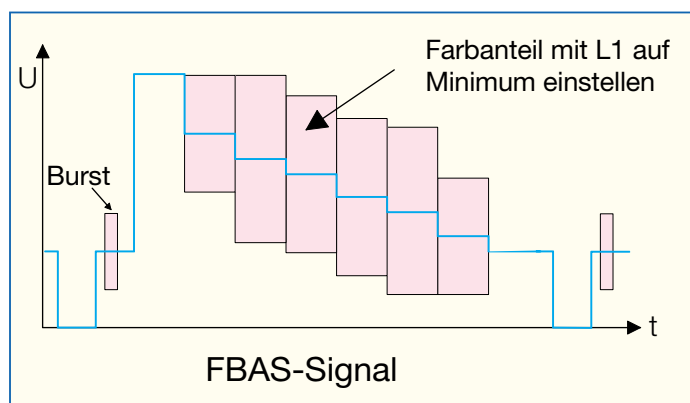 Farbanteil mit L1 auf
Minimum einstellen
U
Burst
t
FBAS-Signal